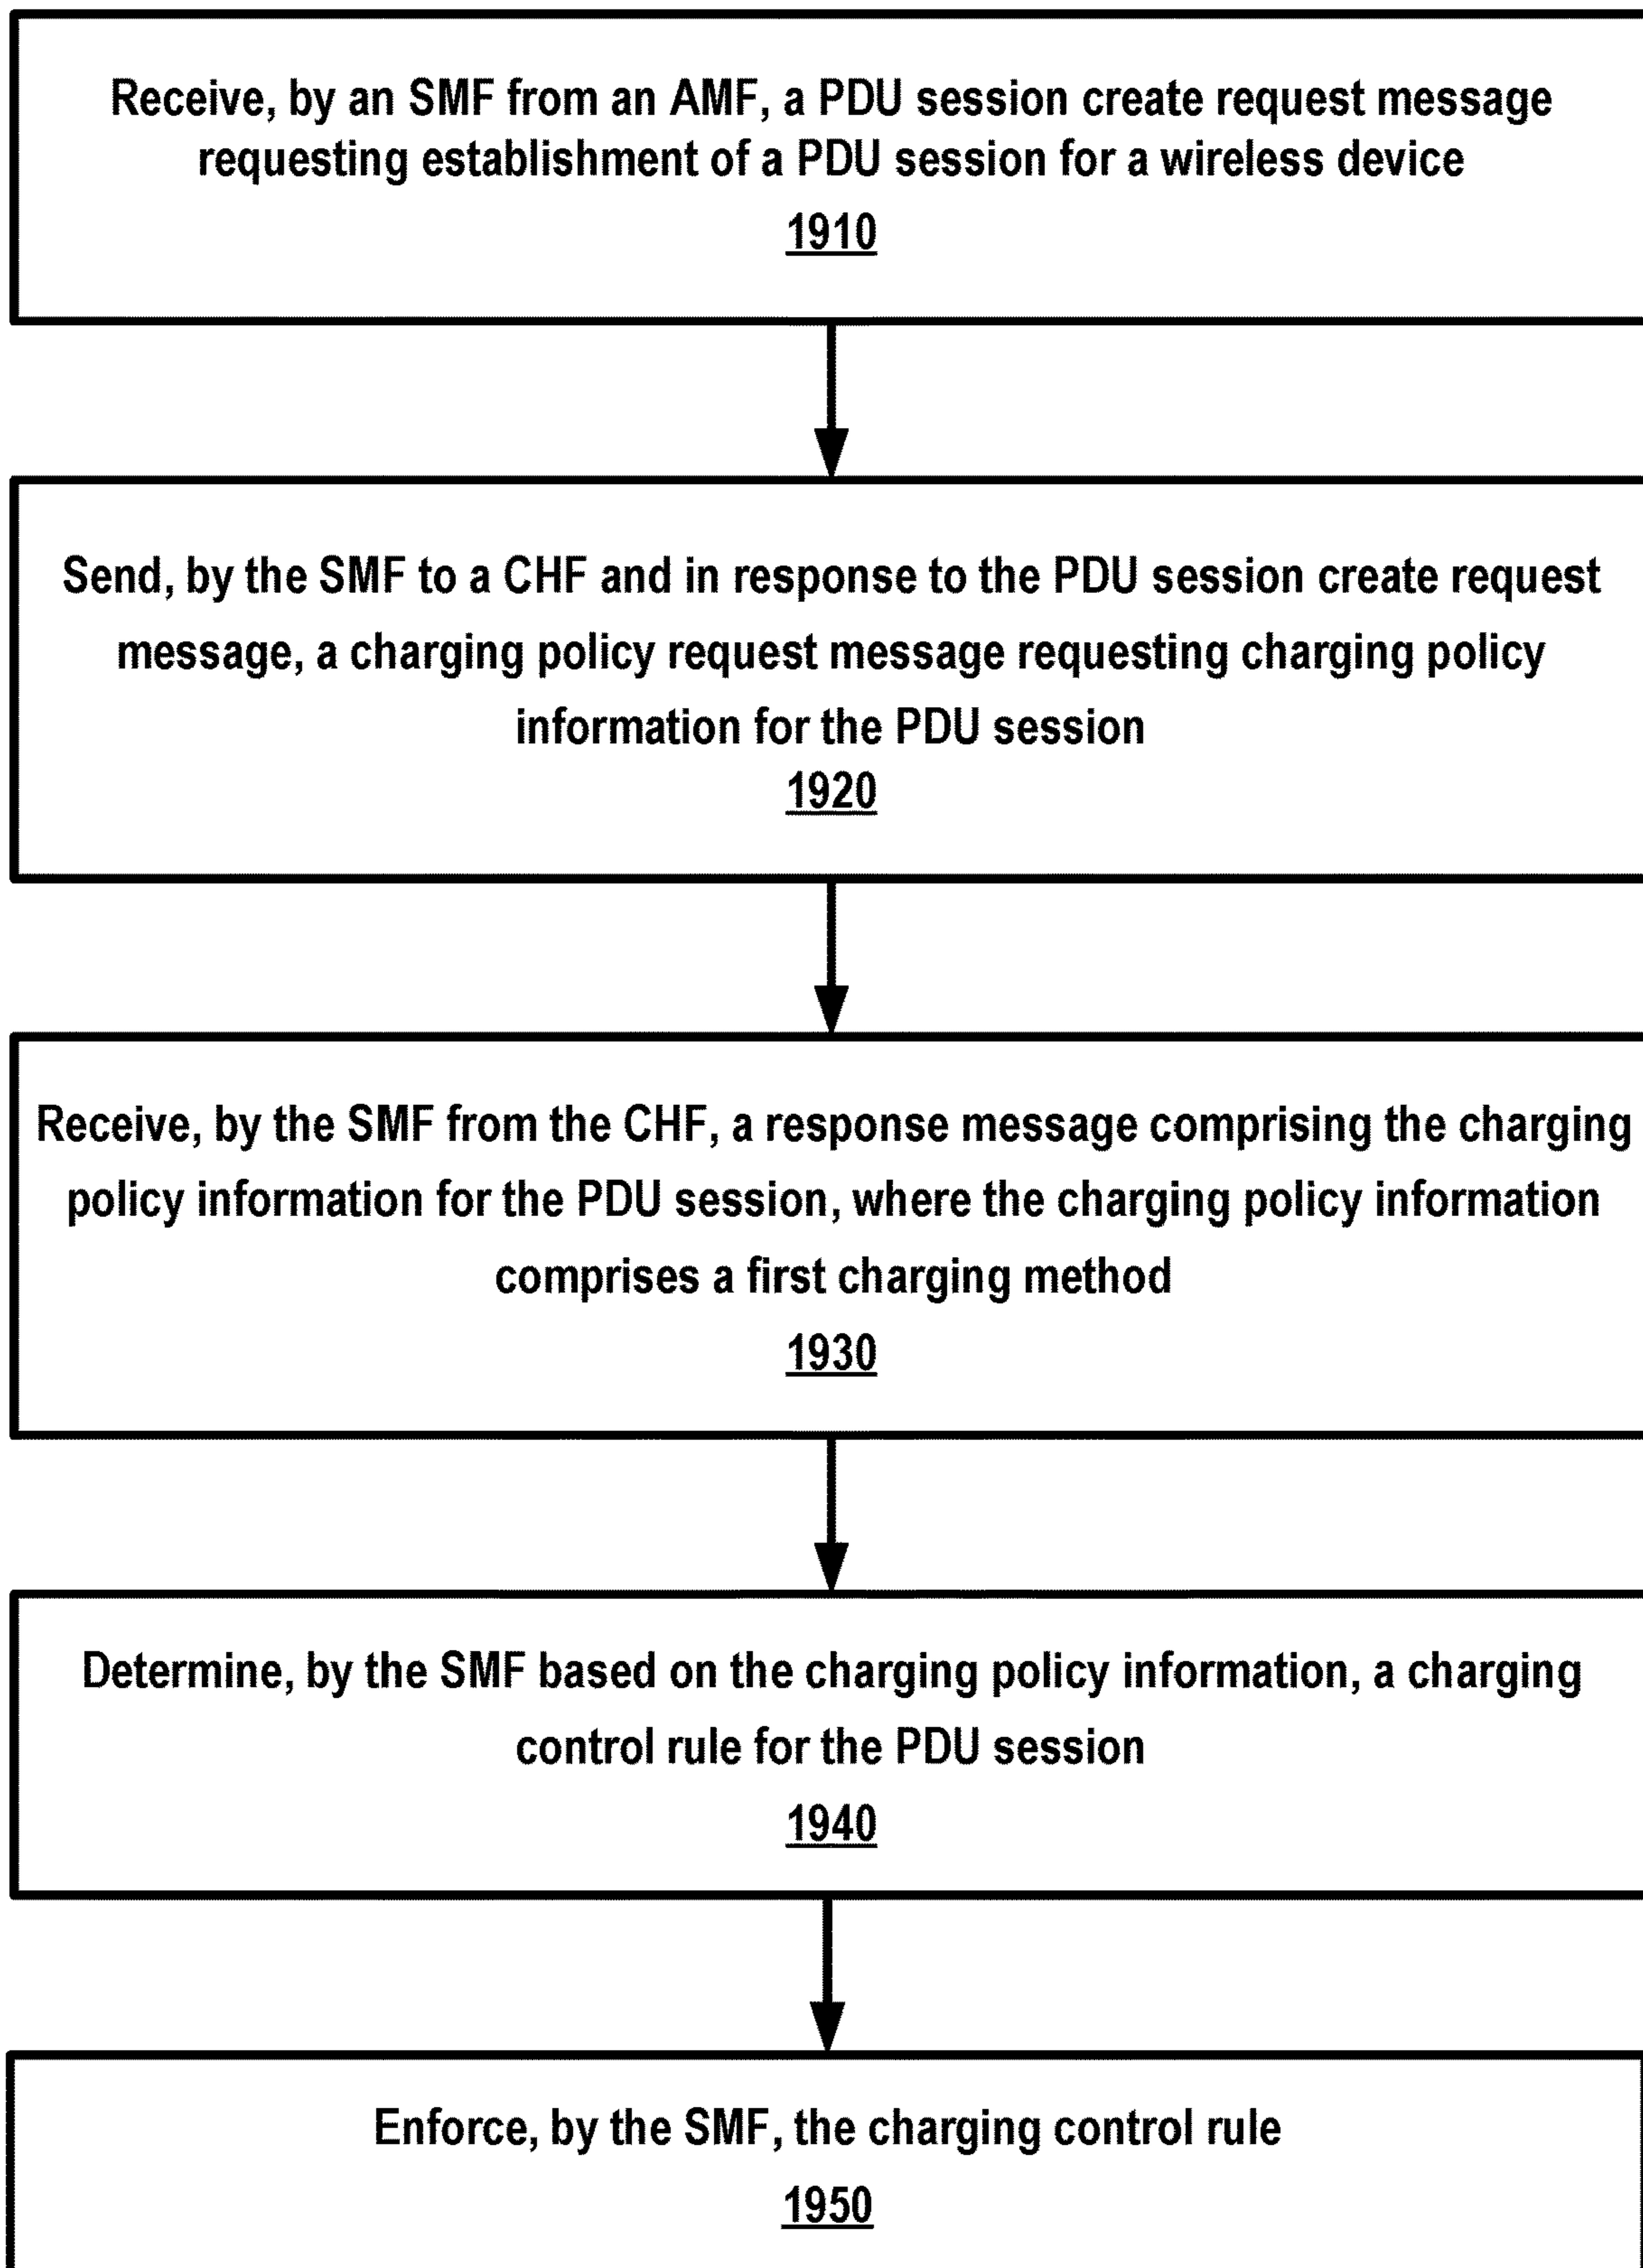 Receive, by an SMF from an AMF, a PDU session create request message
requesting establishment of a PDU session for a wireless device
1910
Send, by the SMF to a CHF and in response to the PDU session create request
message, a charging policy request message requesting charging policy
information for the PDU session
1920
Receive, by the SMF from the CHF, a response message comprising the charging
policy information for the PDU session, where the charging policy information
comprises a first charging method
1930
Determine, by the SMF based on the charging policy information, a charging
control rule for the PDU session
1940
Enforce, by the SMF, the charging control rule
1950